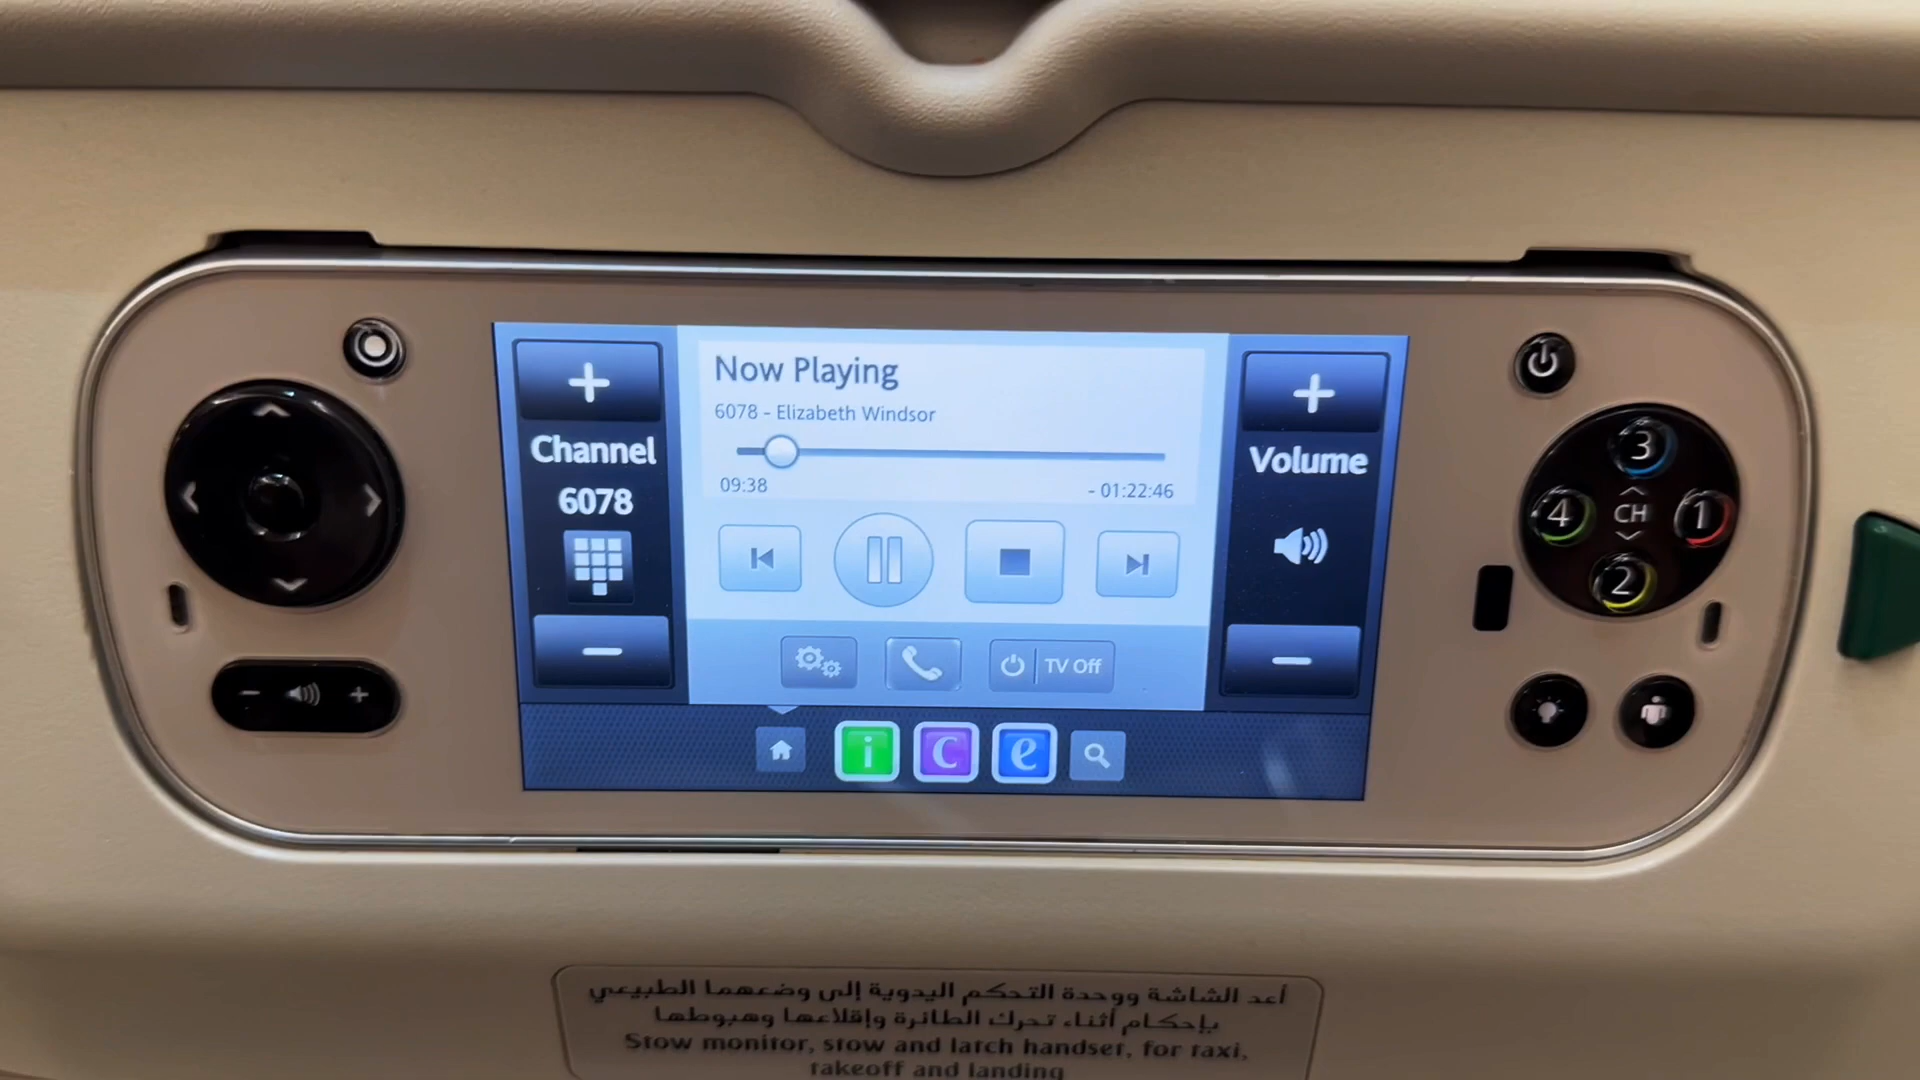 Now Playing
6078 - Elizabeth Windsor
09:38
- 01:22:46
Channel
6078
Volume
TV Off
i
c
e
3
4
CH
1
2
أعد الشاشة ووحدة التحكم اليدوية إلى وضعهما الطبيعي
بإحكام أثناء تحرك الطائرة وإقلاعها وهبوطها
Stow monitor, stow and latch handset, for taxi,
takeoff and landing